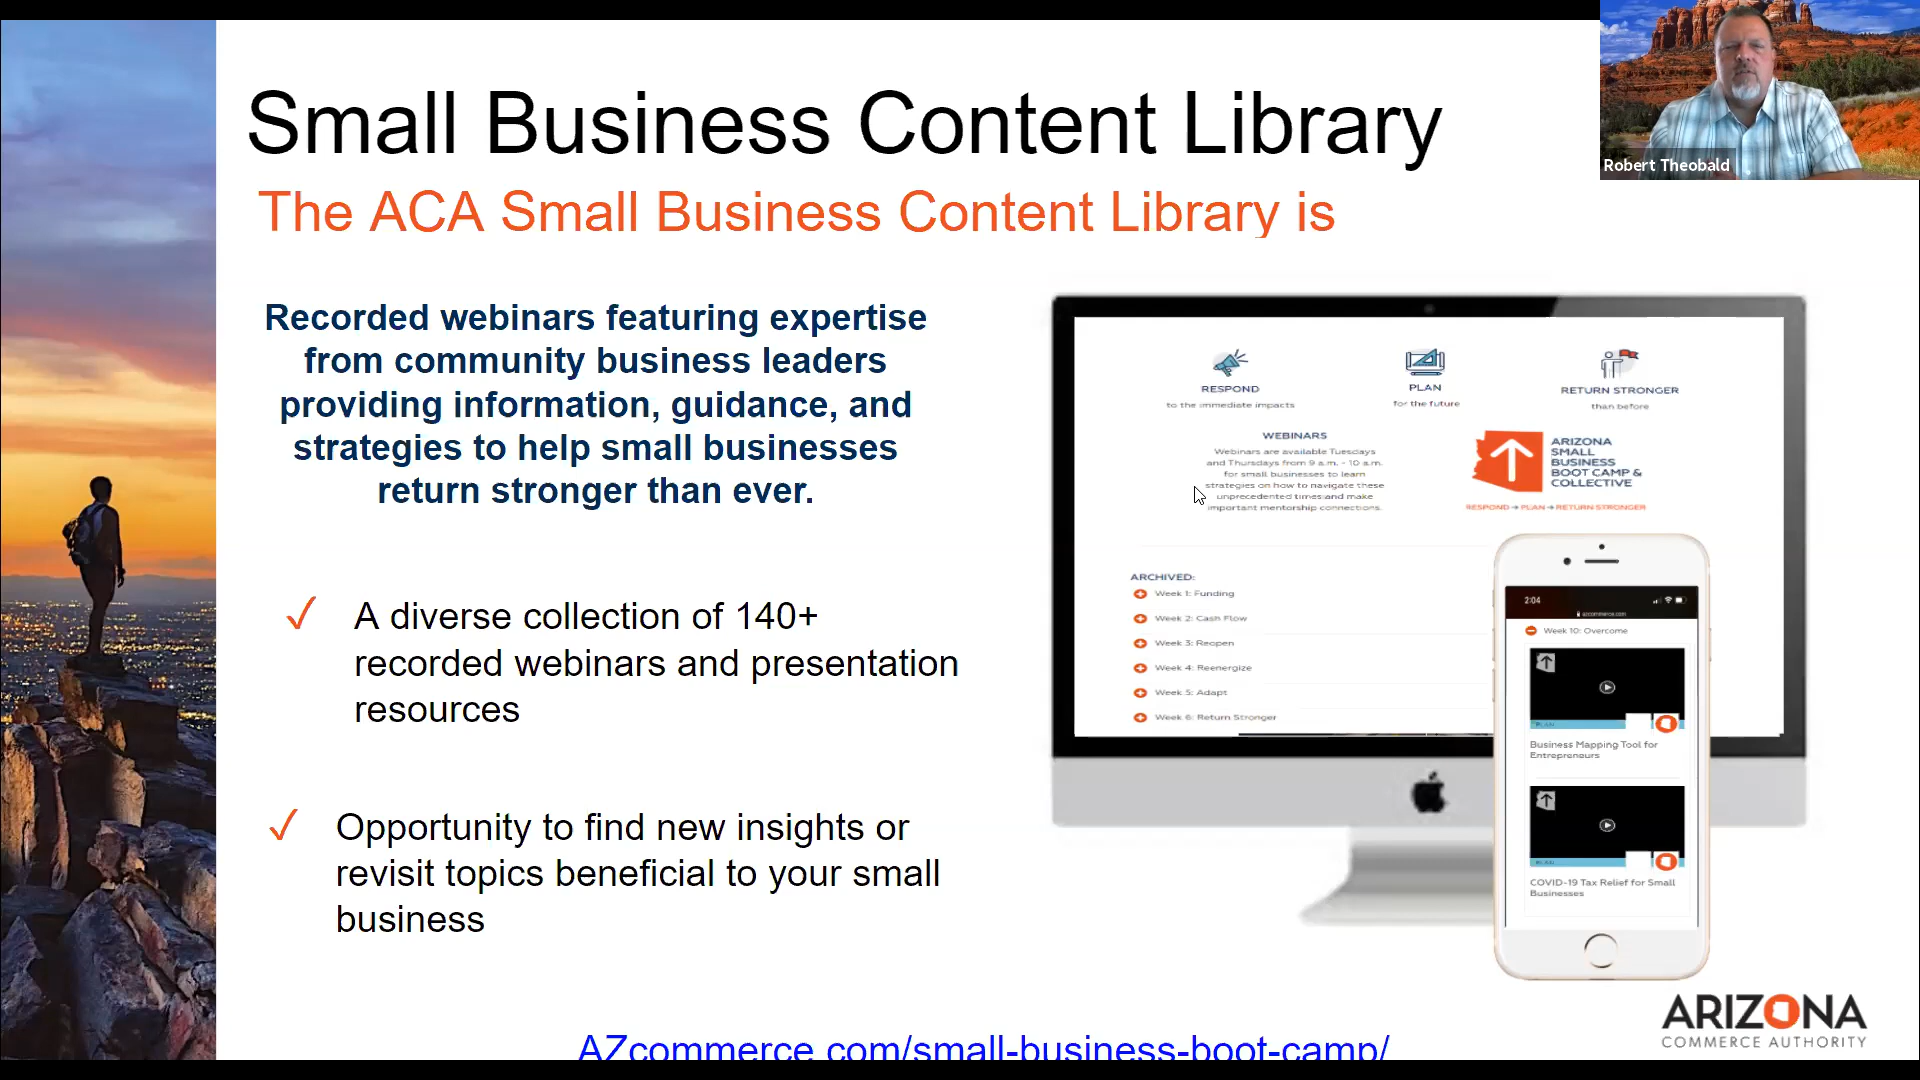 Small Business Content Library
The ACA Small Business Content Library is
Robert Theobald
Recorded webinars featuring expertise
from community business leaders
providing information, guidance, and
strategies to help small businesses
return stronger than ever.
✓ A diverse collection of 140+
recorded webinars and presentation
resources
✓ Opportunity to find new insights or
revisit topics beneficial to your small
business
RESPOND
to the immediate impacts
PLAN
for the future
RETURN STRONGER
than before
WEBINARS
Webinars are available Tuesdays
and Thursdays from 9 a.m. - 10 a.m.
for small businesses to learn
strategies on how to navigate these
unprecedented times and make
important mentorship connections.
ARIZONA
SMALL
BUSINESS
BOOT CAMP &
COLLECTIVE
RESPOND → PLAN → RETURN STRONGER
ARCHIVED:
Week 1: Funding
Week 2: Cash Flow
Week 3: Reopen
Week 4: Reenergize
Week 5: Adapt
Week 6: Return Stronger
2:04
azcommerce.com
Week 10: Overcome
PLAN
Business Mapping Tool for
Entrepreneurs
PLAN
COVID-19 Tax Relief for Small
Businesses
ARIZONA
COMMERCE AUTHORITY
AZcommerce.com/small-business-boot-camp/